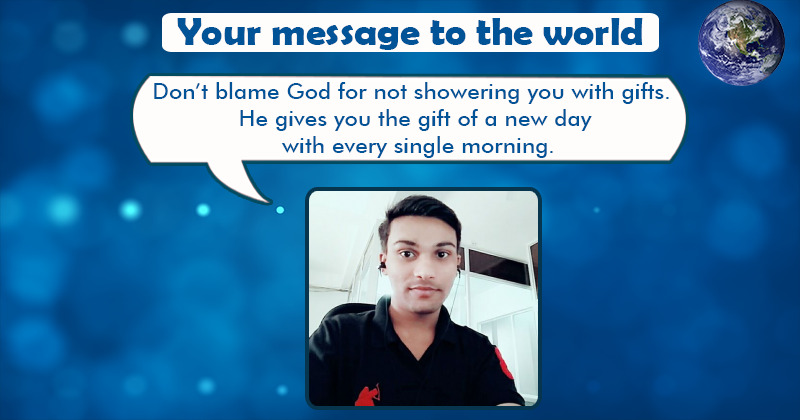 Your message to the world
Don't blame God for not showering you with gifts.
He gives you the gift of a new day
with every single morning.